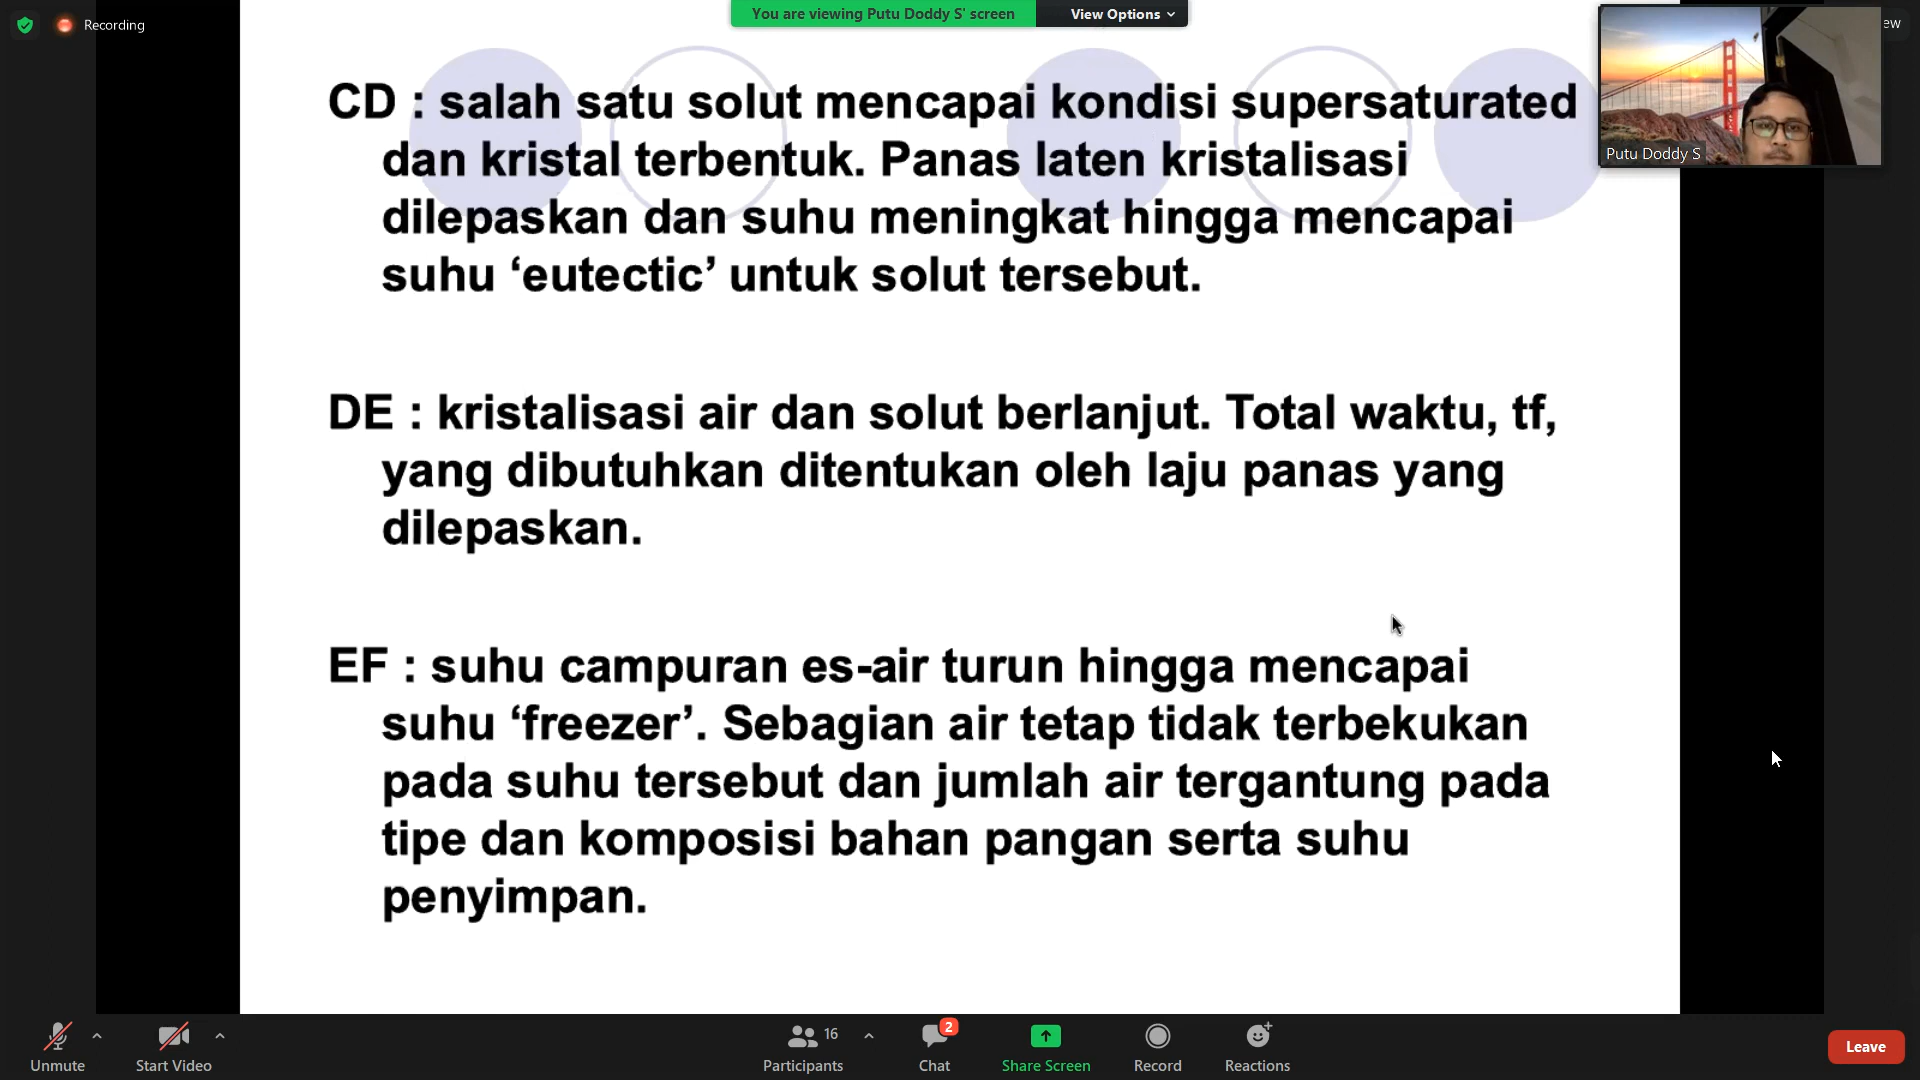 Recording
You are viewing Putu Doddy S' screen
View Options
ew
Putu Doddy S
CD : salah satu solut mencapai kondisi supersaturated
dan kristal terbentuk. Panas laten kristalisasi
dilepaskan dan suhu meningkat hingga mencapai
suhu ‘eutectic’ untuk solut tersebut.
DE : kristalisasi air dan solut berlanjut. Total waktu, tf,
yang dibutuhkan ditentukan oleh laju panas yang
dilepaskan.
EF : suhu campuran es-air turun hingga mencapai
suhu ‘freezer’. Sebagian air tetap tidak terbekukan
pada suhu tersebut dan jumlah air tergantung pada
tipe dan komposisi bahan pangan serta suhu
penyimpan.
Unmute
Start Video
16
Participants
2
Chat
Share Screen
Record
Reactions
Leave